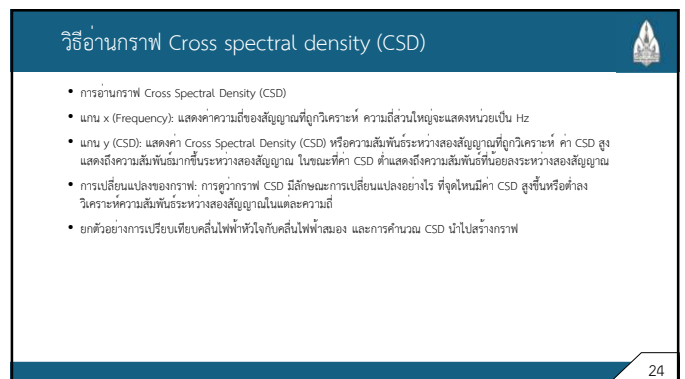 วิธีอ่านกราฟ Cross spectral density (CSD)
• การอ่านกราฟ Cross Spectral Density (CSD)
• แกน x (Frequency): แสดงค่าความถี่ของสัญญาณที่ถูกวิเคราะห์ ความถี่ส่วนใหญ่จะแสดงหน่วยเป็น Hz
• แกน y (CSD): แสดงค่า Cross Spectral Density (CSD) หรือความสัมพันธ์ระหว่างสองสัญญาณที่ถูกวิเคราะห์ ค่า CSD สูง
แสดงถึงความสัมพันธ์มากขึ้นระหว่างสองสัญญาณ ในขณะที่ค่า CSD ต่ำแสดงถึงความสัมพันธ์ที่น้อยลงระหว่างสองสัญญาณ
• การเปลี่ยนแปลงของกราฟ: การดูว่ากราฟ CSD มีลักษณะการเปลี่ยนแปลงอย่างไร ที่จุดไหนมีค่า CSD สูงขึ้นหรือต่ำลง
วิเคราะห์ความสัมพันธ์ระหว่างสองสัญญาณในแต่ละความถี่
• ยกตัวอย่างการเปรียบเทียบคลื่นไฟฟ้าหัวใจกับคลื่นไฟฟ้าสมอง และการคำนวณ CSD นำไปสร้างกราฟ
24